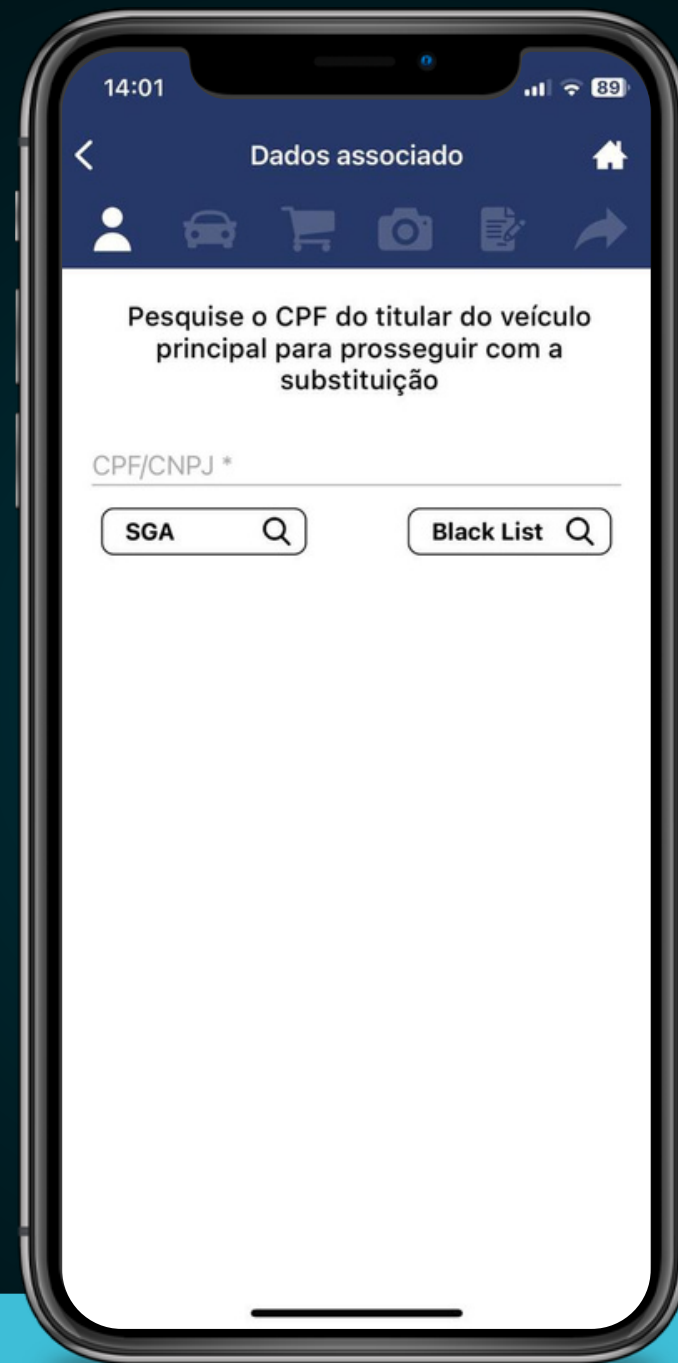 14:01
89
Dados associado
Pesquise o CPF do titular do veículo
principal para prosseguir com a
substituição
CPF/CNPJ *
SGA
Black List